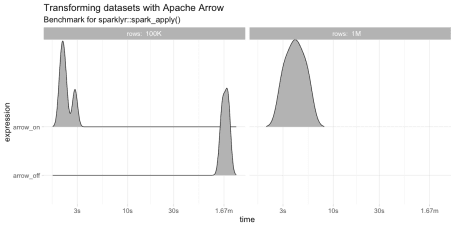 Transforming datasets with Apache Arrow
Benchmark for sparklyr::spark_apply()
rows: 100K
rows: 1M
expression
arrow_on
arrow_off
3s 10s 30s 1.67m
3s 10s 30s 1.67m
time